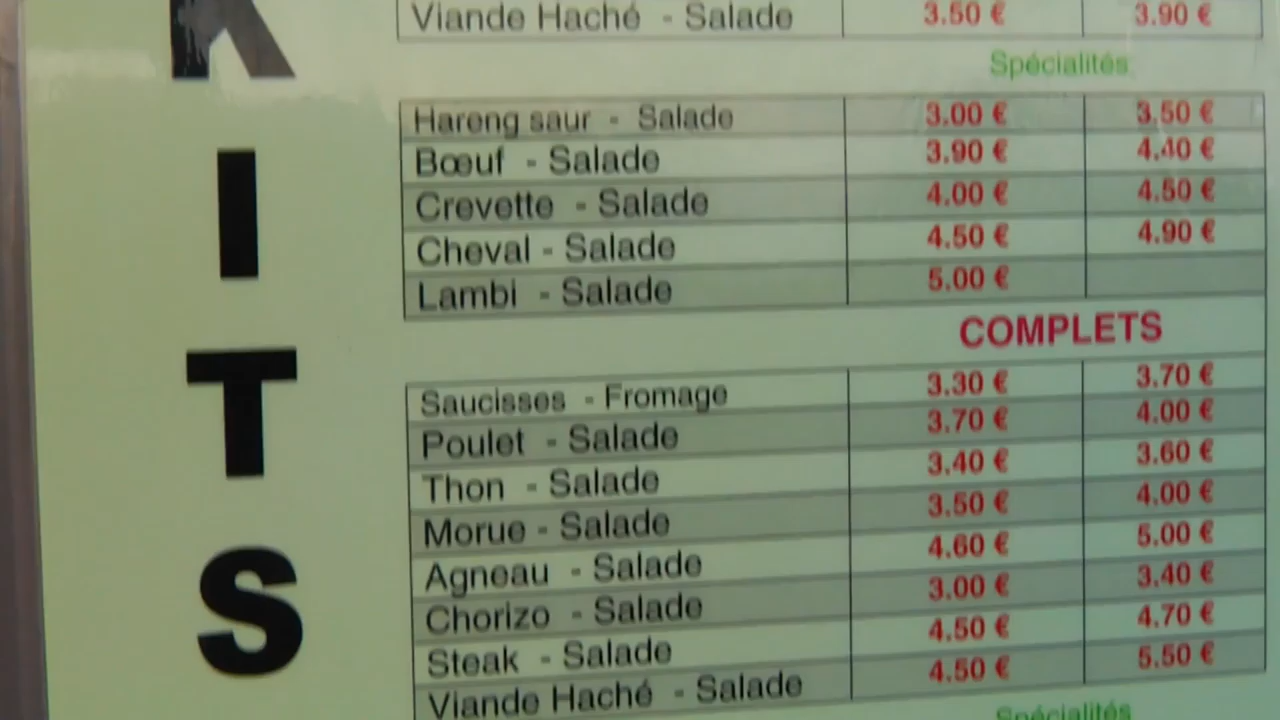 K
I
T
S
Viande Haché - Salade 3.50 € 3.90 €
Spécialités
Hareng saur - Salade 3.00 € 3.50 €
Bœuf - Salade 3.90 € 4.40 €
Crevette - Salade 4.00 € 4.50 €
Cheval - Salade 4.50 € 4.90 €
Lambi - Salade 5.00 €
COMPLETS
Saucisses - Fromage 3.30 € 3.70 €
Poulet - Salade 3.70 € 4.00 €
Thon - Salade 3.40 € 3.60 €
Morue - Salade 3.50 € 4.00 €
Agneau - Salade 4.60 € 5.00 €
Chorizo - Salade 3.00 € 3.40 €
Steak - Salade 4.50 € 4.70 €
Viande Haché - Salade 4.50 € 5.50 €
Spécialités